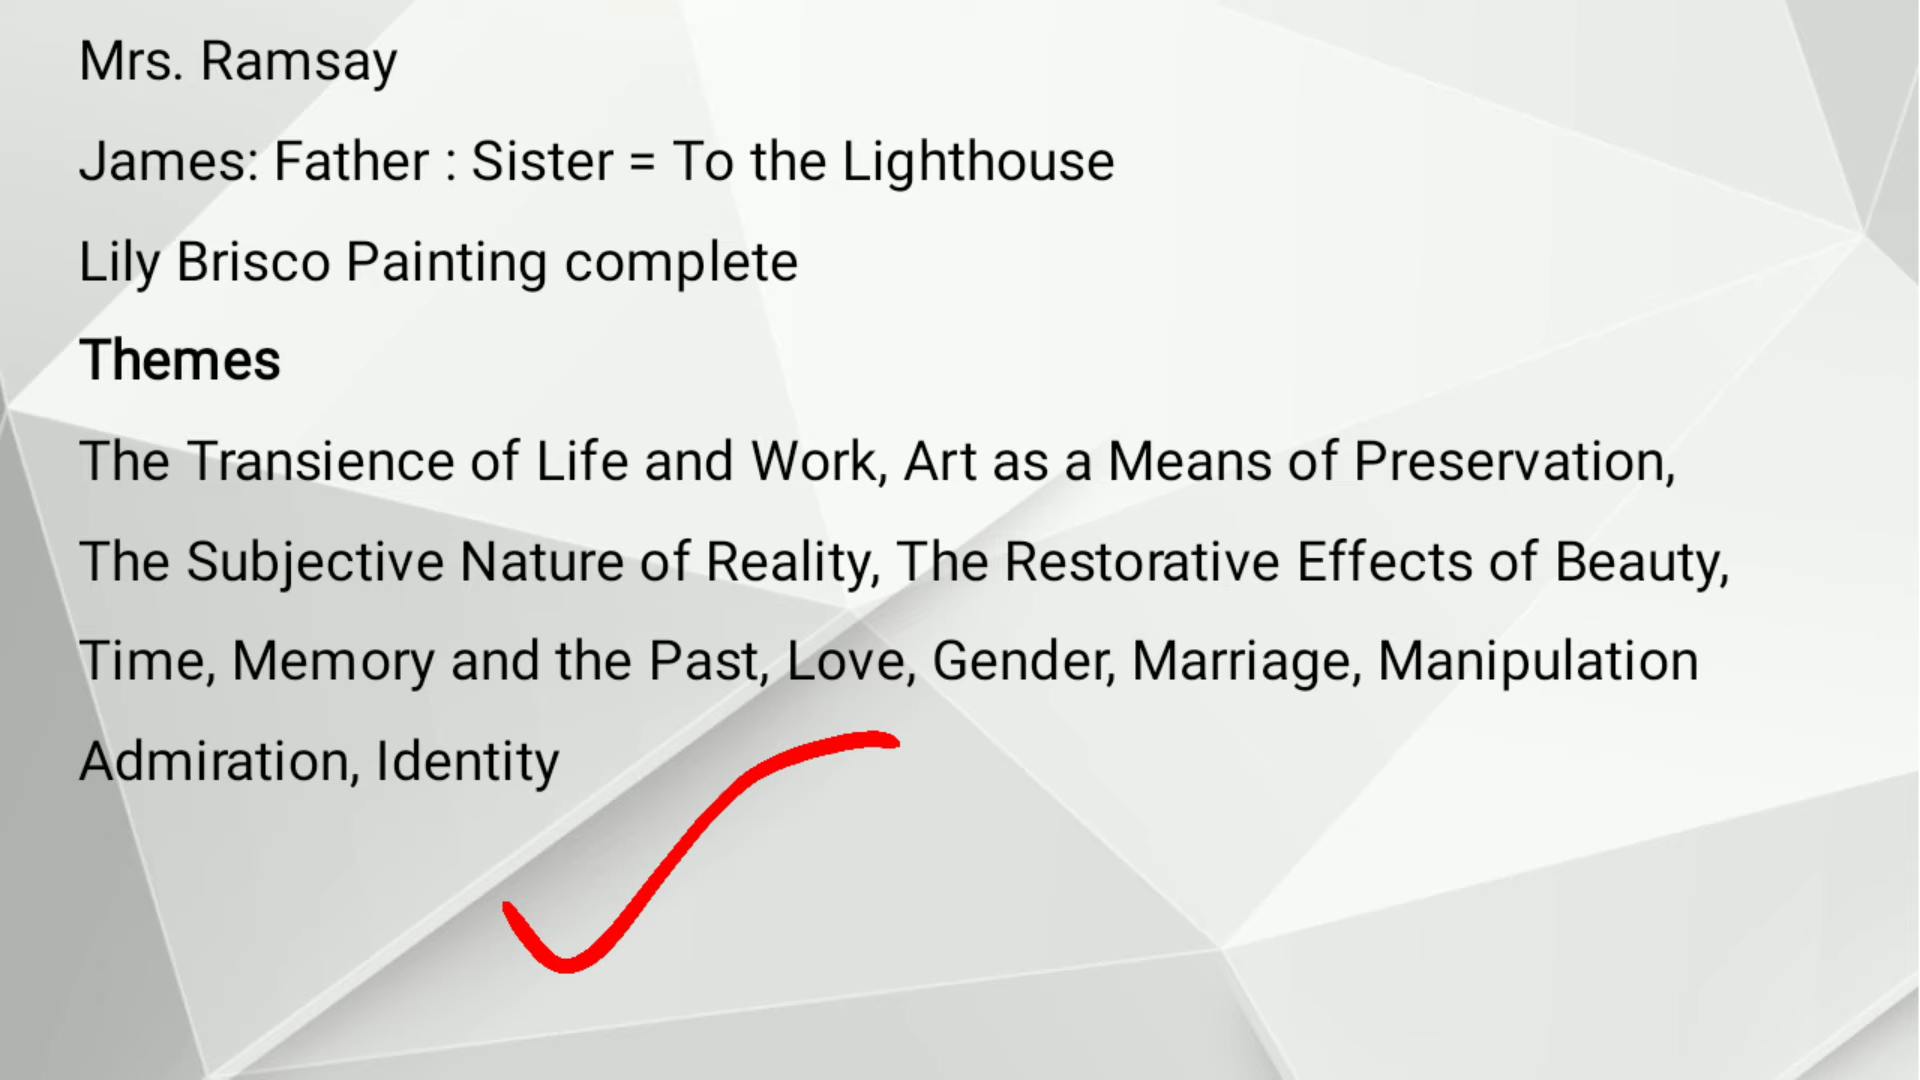 Mrs. Ramsay
James: Father : Sister = To the Lighthouse
Lily Brisco Painting complete
Themes
The Transience of Life and Work, Art as a Means of Preservation,
The Subjective Nature of Reality, The Restorative Effects of Beauty,
Time, Memory and the Past, Love, Gender, Marriage, Manipulation
Admiration, Identity